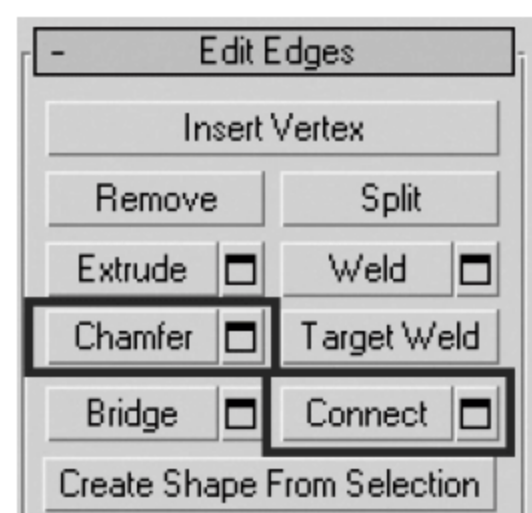 - Edit Edges
Insert Vertex
Remove Split
Extrude Weld
Chamfer Target Weld
Bridge Connect
Create Shape From Selection